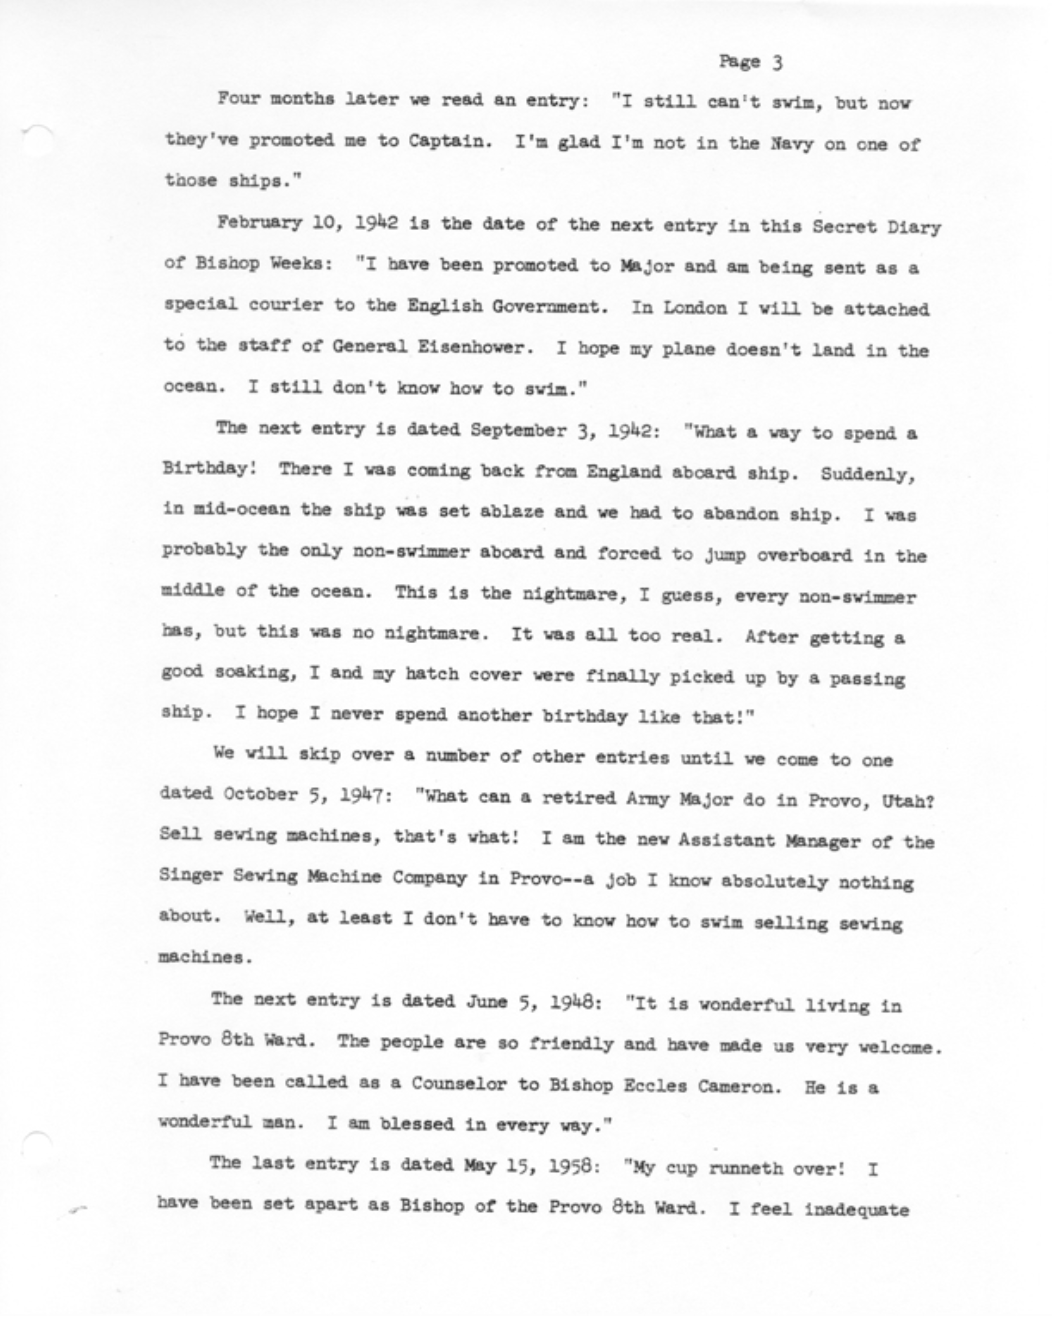 Page 3
Four months later we read an entry: "I still can't swim, but now
they've promoted me to Captain. I'm glad I'm not in the Navy on one of
those ships."
February 10, 1942 is the date of the next entry in this Secret Diary
of Bishop Weeks: "I have been promoted to Major and am being sent as a
special courier to the English Government. In London I will be attached
to the staff of General Eisenhower. I hope my plane doesn't land in the
ocean. I still don't know how to swim."
The next entry is dated September 3, 1942: "What a way to spend a
Birthday! There I was coming back from England aboard ship. Suddenly,
in mid-ocean the ship was set ablaze and we had to abandon ship. I was
probably the only non-swimmer aboard and forced to jump overboard in the
middle of the ocean. This is the nightmare, I guess, every non-swimmer
has, but this was no nightmare. It was all too real. After getting a
good soaking, I and my hatch cover were finally picked up by a passing
ship. I hope I never spend another birthday like that!"
We will skip over a number of other entries until we come to one
dated October 5, 1947: "What can a retired Army Major do in Provo, Utah?
Sell sewing machines, that's what! I am the new Assistant Manager of the
Singer Sewing Machine Company in Provo--a job I know absolutely nothing
about. Well, at least I don't have to know how to swim selling sewing
machines.
The next entry is dated June 5, 1948: "It is wonderful living in
Provo 8th Ward. The people are so friendly and have made us very welcome.
I have been called as a Counselor to Bishop Eccles Cameron. He is a
wonderful man. I am blessed in every way."
The last entry is dated May 15, 1958: "My cup runneth over! I
have been set apart as Bishop of the Provo 8th Ward. I feel inadequate